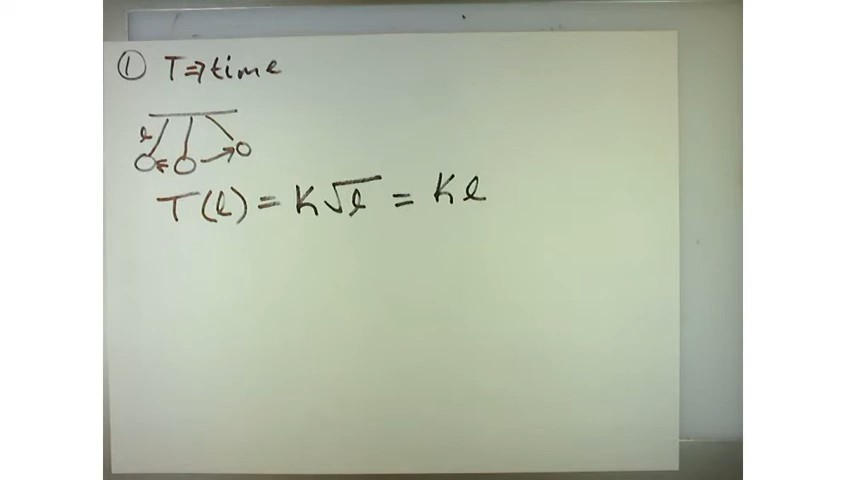 ① T⇒time
l
T(l) = K√l = Kl